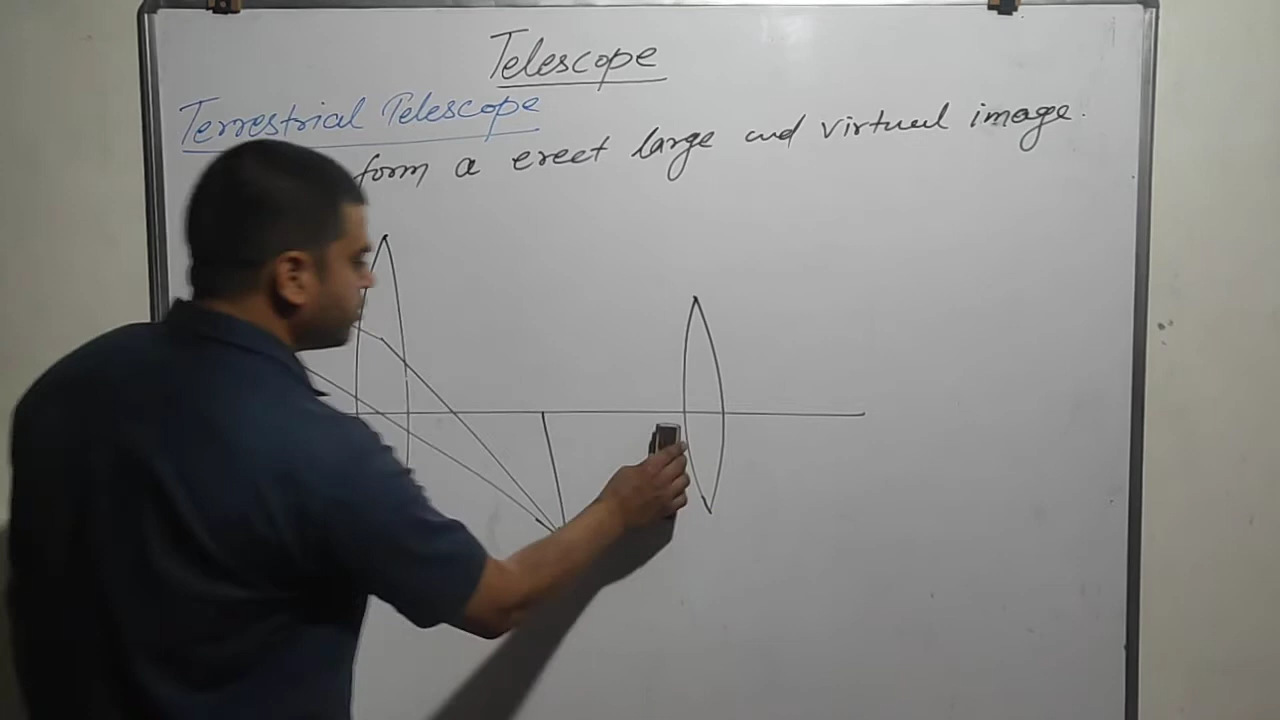 Telescope
Terrestrial Telescope
form a erect large and virtual image.